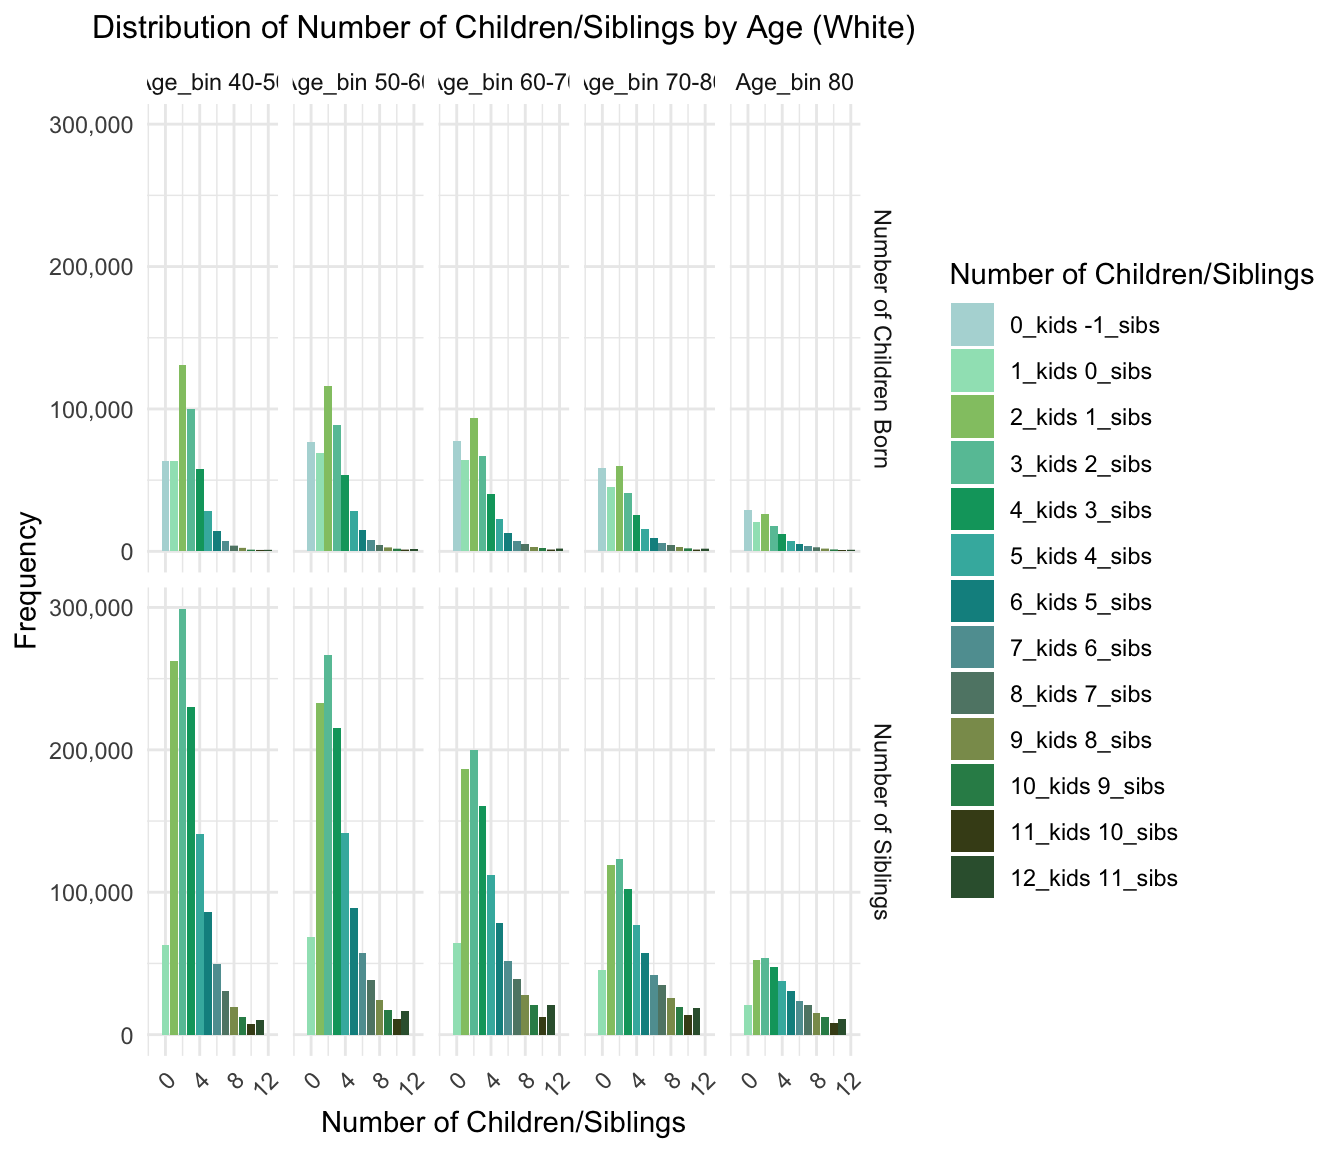 Distribution of Number of Children/Siblings by Age (White)
Age_bin 40-50 Age_bin 50-60 Age_bin 60-70 Age_bin 70-80 Age_bin 80
300,000
200,000
100,000
0
Number of Children Born
300,000
200,000
100,000
0
Number of Siblings
Frequency
0 4 8 12 0 4 8 12 0 4 8 12 0 4 8 12 0 4 8 12
Number of Children/Siblings
Number of Children/Siblings
0_kids -1_sibs
1_kids 0_sibs
2_kids 1_sibs
3_kids 2_sibs
4_kids 3_sibs
5_kids 4_sibs
6_kids 5_sibs
7_kids 6_sibs
8_kids 7_sibs
9_kids 8_sibs
10_kids 9_sibs
11_kids 10_sibs
12_kids 11_sibs